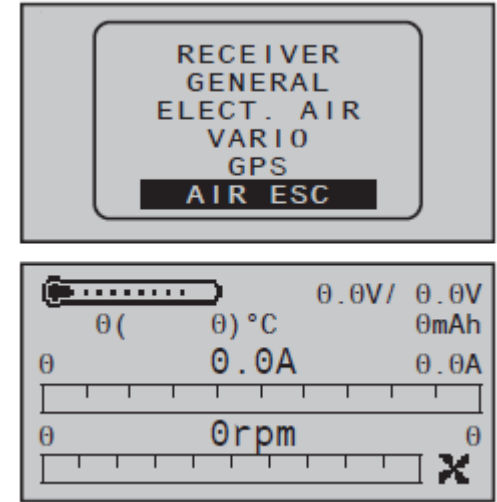 RECEIVER
GENERAL
ELECT. AIR
VARIO
GPS
AIR ESC
0.0V/ 0.0V
0( 0)°C 0mAh
0 0.0A 0.0A
0 0rpm 0